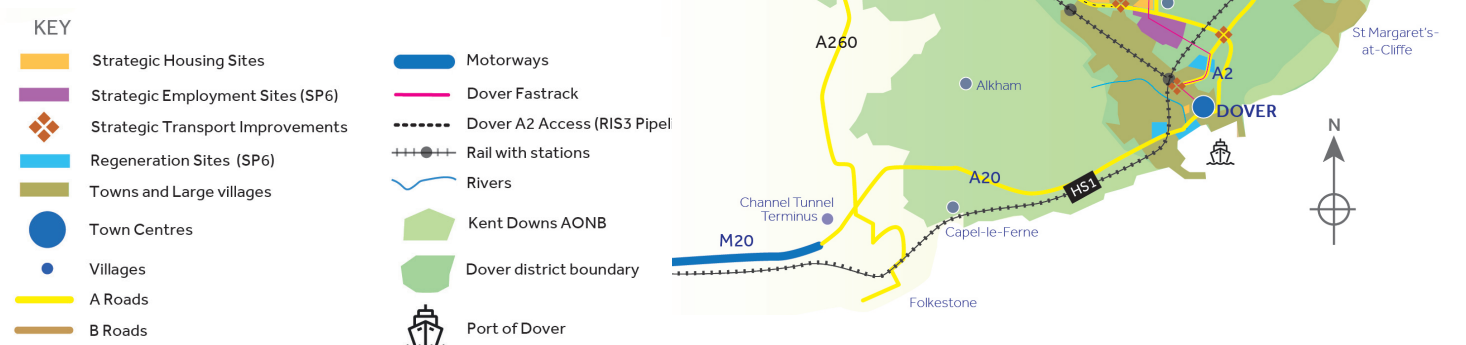 KEY
Strategic Housing Sites
Strategic Employment Sites (SP6)
Strategic Transport Improvements
Regeneration Sites (SP6)
Towns and Large villages
Town Centres
Villages
A Roads
B Roads
Motorways
Dover Fastrack
Dover A2 Access (RIS3 Pipel
Rail with stations
Rivers
Kent Downs AONB
Dover district boundary
Port of Dover
A260
Alkham
St Margaret's-
at-Cliffe
A2
DOVER
N
A20
HS1
Channel Tunnel
Terminus
Capel-le-Ferne
M20
Folkestone